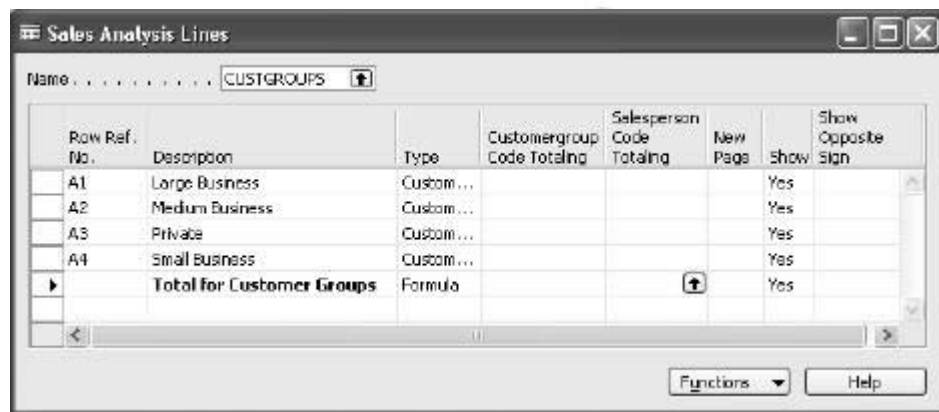 Sales Analysis Lines
Name . . . . . . . . . . CUSTGROUPS
Row Ref. No. Description Type Customergroup Code Totaling Salesperson Code Totaling New Page Show Show Opposite Sign
A1 Large Business Custom... Yes
A2 Medium Business Custom... Yes
A3 Private Custom... Yes
A4 Small Business Custom... Yes
Total for Customer Groups Formula Yes
Functions Help